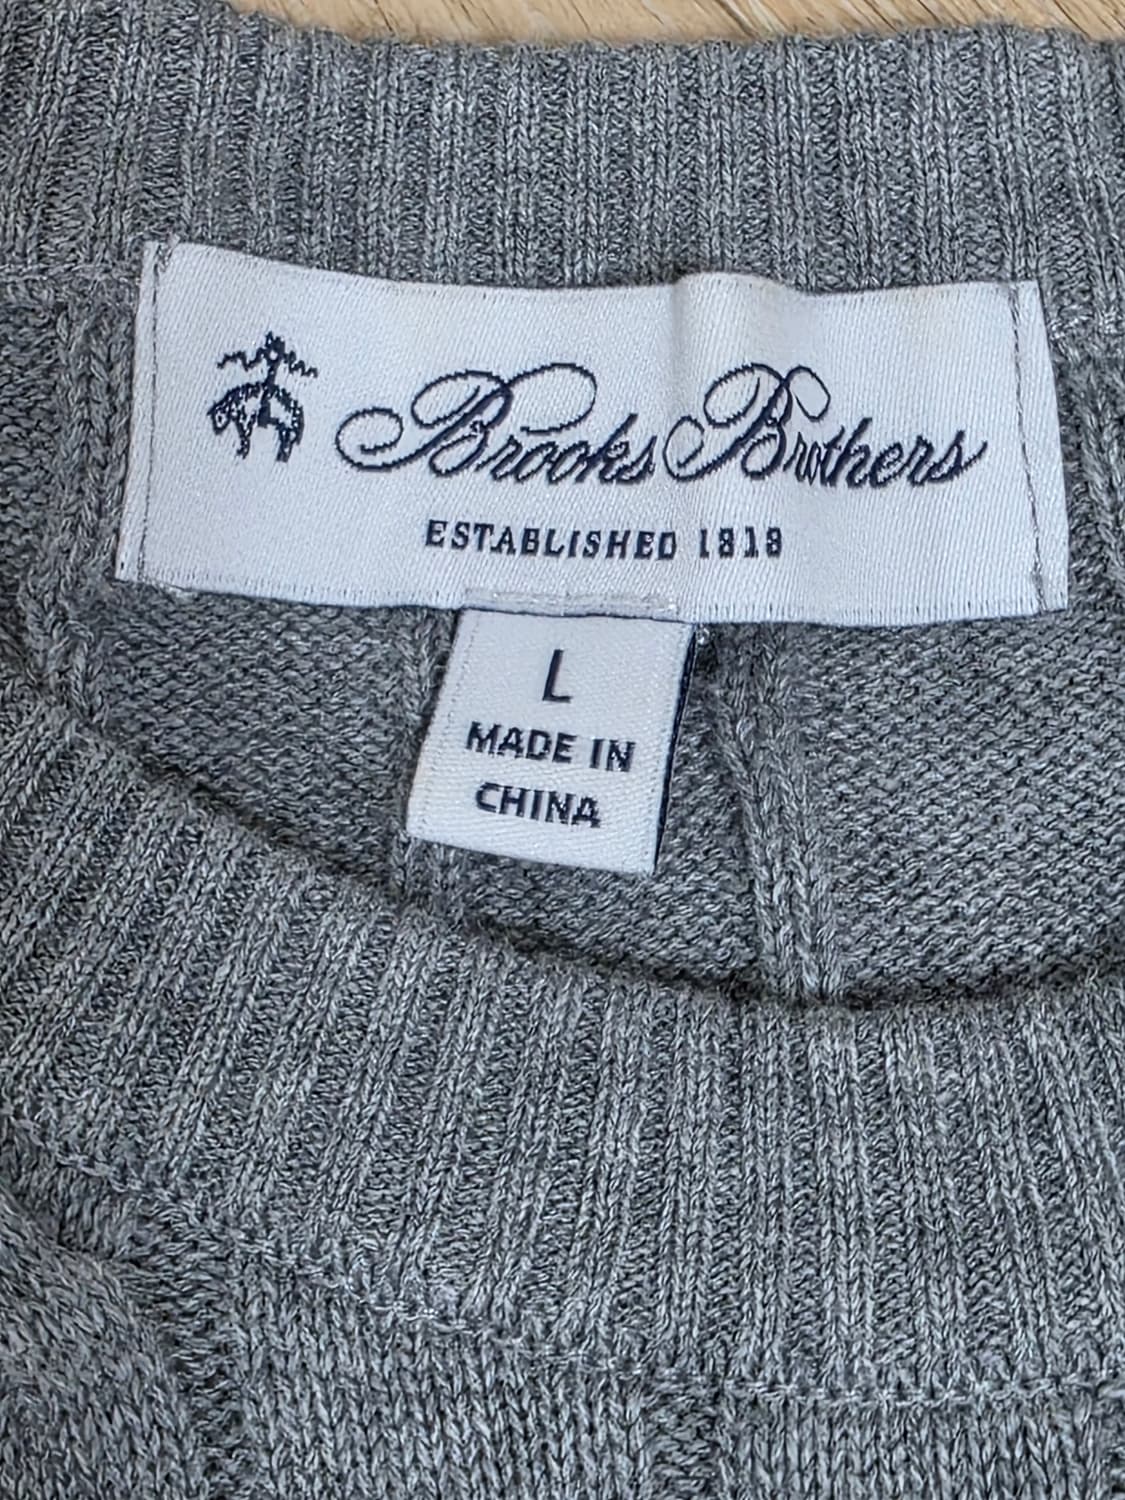 Brooks Brothers
ESTABLISHED 1818
L
MADE IN
CHINA